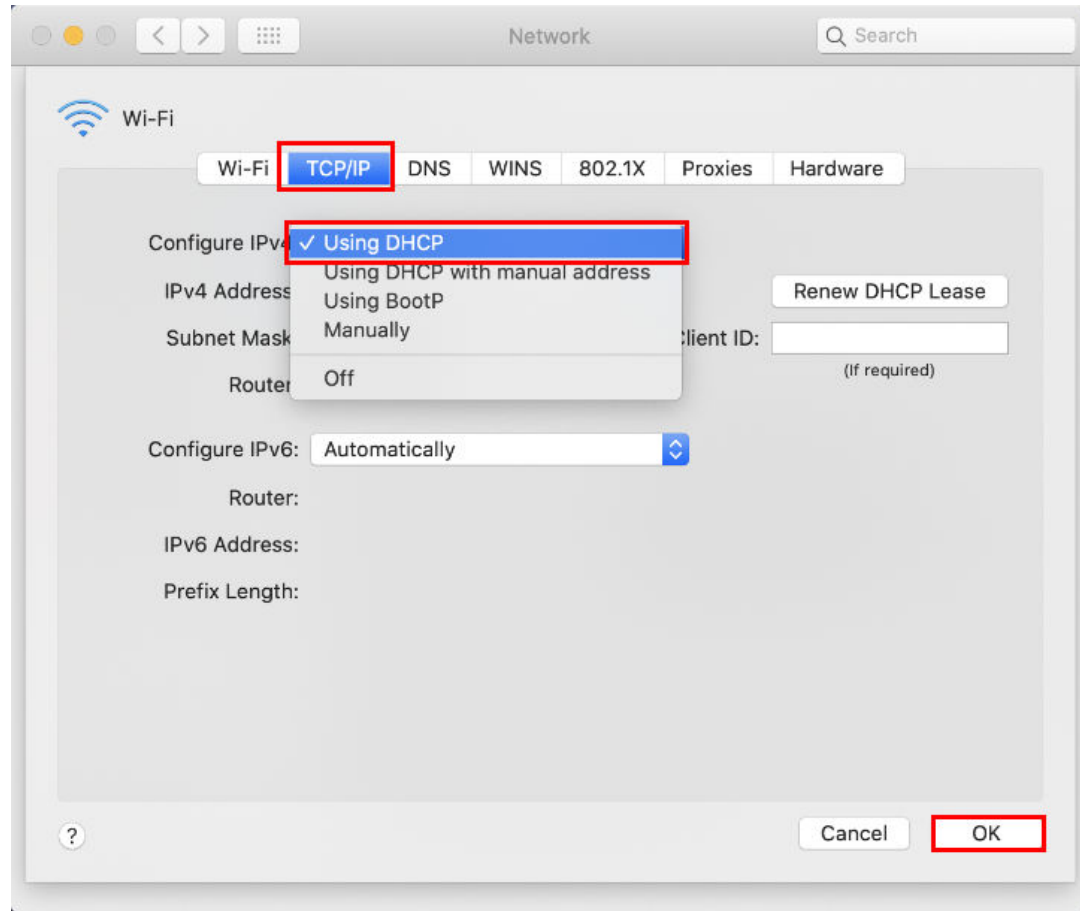 Network
Search
Wi-Fi
Wi-Fi TCP/IP DNS WINS 802.1X Proxies Hardware
Configure IPv4 ✓ Using DHCP
Using DHCP with manual address
IPv4 Address Renew DHCP Lease
Using BootP
Subnet Mask Manually Client ID:
(If required)
Router Off
Configure IPv6: Automatically
Router:
IPv6 Address:
Prefix Length:
? Cancel OK